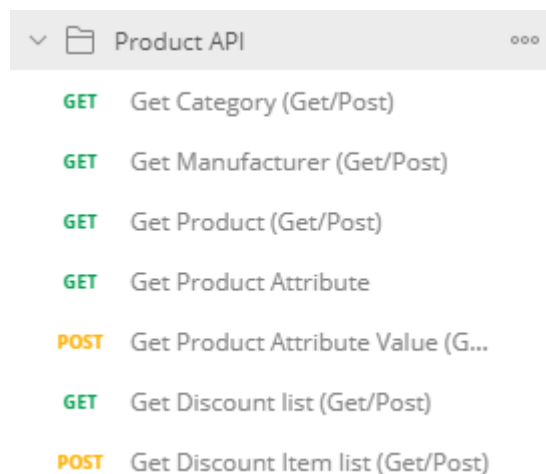 Product API
GET Get Category (Get/Post)
GET Get Manufacturer (Get/Post)
GET Get Product (Get/Post)
GET Get Product Attribute
POST Get Product Attribute Value (G...
GET Get Discount list (Get/Post)
POST Get Discount Item list (Get/Post)